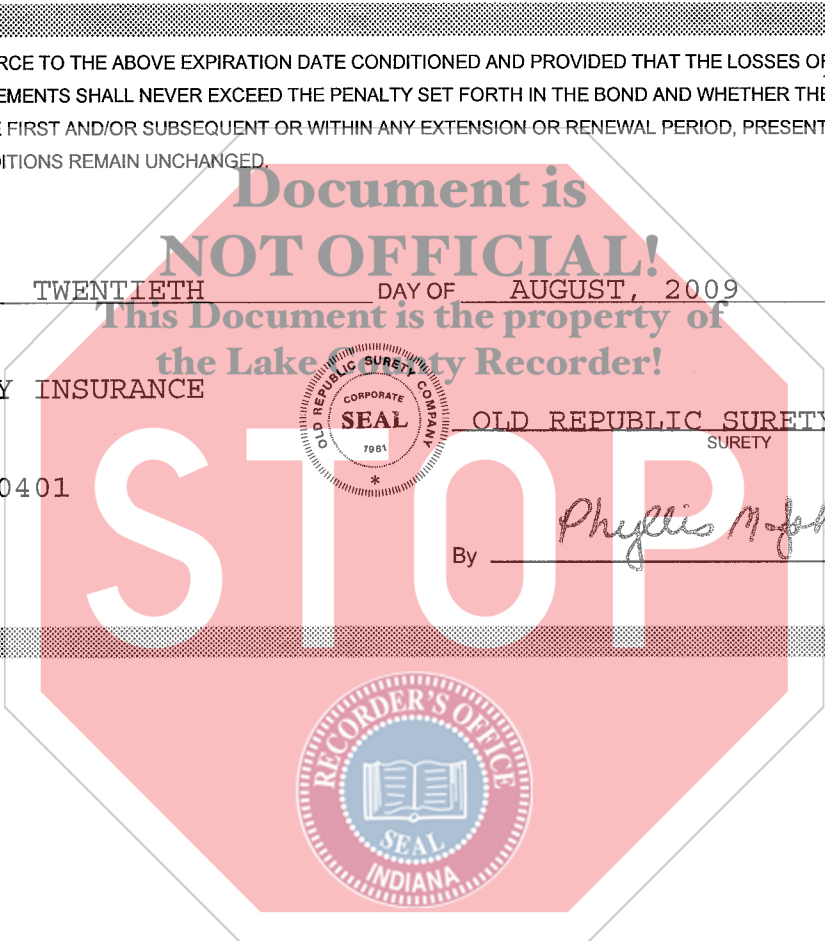 RCE TO THE ABOVE EXPIRATION DATE CONDITIONED AND PROVIDED THAT THE LOSSES OR
EMENTS SHALL NEVER EXCEED THE PENALTY SET FORTH IN THE BOND AND WHETHER THE
E FIRST AND/OR SUBSEQUENT OR WITHIN ANY EXTENSION OR RENEWAL PERIOD, PRESENT
DITIONS REMAIN UNCHANGED.
Document is
NOT OFFICIAL!
TWENTIETH DAY OF AUGUST, 2009
This Document is the property of
the Lake County Recorder!
Y INSURANCE
OLD REPUBLIC SURETY COMPANY
CORPORATE
SEAL
1981
*
OLD REPUBLIC SURETY
SURETY
0401
By Phyllis M Joh
STOP
RECORDER'S OFFICE
SEAL
INDIANA